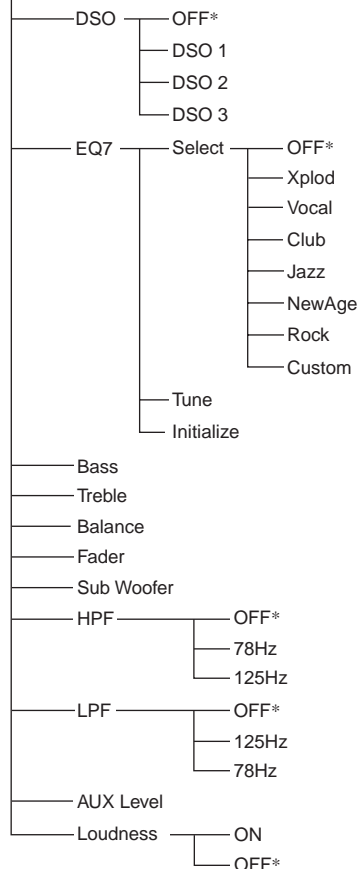 DSO OFF*
DSO 1
DSO 2
DSO 3
EQ7 Select OFF*
Xplod
Vocal
Club
Jazz
NewAge
Rock
Custom
Tune
Initialize
Bass
Treble
Balance
Fader
Sub Woofer
HPF OFF*
78Hz
125Hz
LPF OFF*
125Hz
78Hz
AUX Level
Loudness ON
OFF*